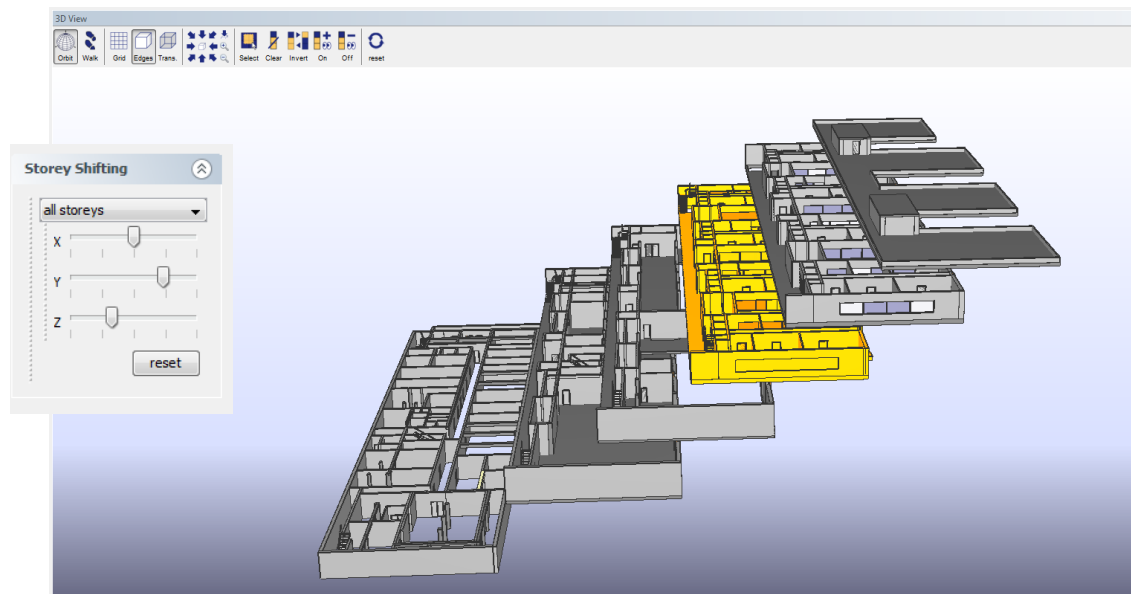 3D View
Orbit Walk Grid Edges Trans. Select Clear Invert On Off reset
Storey Shifting
all storeys
X
Y
Z
reset